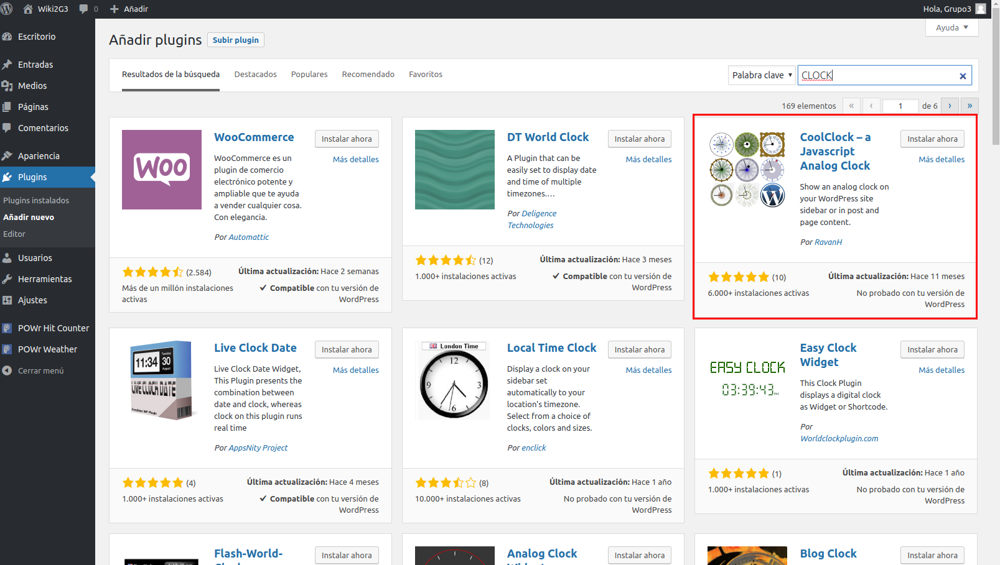 Wiki2G3
0
Añadir
Hola, Grupo3
Ayuda
Escritorio
Entradas
Medios
Páginas
Comentarios
Apariencia
Plugins
Plugins instalados
Añadir nuevo
Editor
Usuarios
Herramientas
Ajustes
POWr Hit Counter
POWr Weather
Cerrar menú
Añadir plugins
Subir plugin
Resultados de la búsqueda
Destacados
Populares
Recomendado
Favoritos
Palabra clave
CLOCK
169 elementos
«
‹
1
de 6
›
»
WOO
WooCommerce
Instalar ahora
Más detalles
WooCommerce es un
plugin de comercio
electrónico potente y
ampliable que te ayuda
a vender cualquier cosa.
Con elegancia.
Por Automattic
(2.584)
Última actualización: Hace 2 semanas
Más de un millón instalaciones
activas
Compatible con tu versión de
WordPress
DT World Clock
Instalar ahora
Más detalles
A Plugin that can be
easily set to display date
and time of multiple
timezones.…
Por Deligence
Technologies
(12)
Última actualización: Hace 3 meses
1.000+ instalaciones activas
Compatible con tu versión de
WordPress
CoolClock – a
Javascript
Analog Clock
Instalar ahora
Más detalles
Show an analog clock on
your WordPress site
sidebar or in post and
page content.
Por RavanH
(10)
Última actualización: Hace 11 meses
6.000+ instalaciones activas
No probado con tu versión de
WordPress
11:34
Tuesday
30
August
LIVE CLOCK DATE
Freebies WP Plugin
Live Clock Date
Instalar ahora
Más detalles
Live Clock Date Widget,
This Plugin presents the
combination between
date and clock, whereas
clock on this plugin runs
real time
Por AppsNity Project
(4)
Última actualización: Hace 4 meses
1.000+ instalaciones activas
Compatible con tu versión de
WordPress
London Time
12
9
3
6
Local Time Clock
Instalar ahora
Más detalles
Display a clock on your
sidebar set
automatically to your
location's timezone.
Select from a choice of
clocks, colors and sizes.
Por enclick
(8)
Última actualización: Hace 1 año
10.000+ instalaciones activas
No probado con tu versión de
WordPress
EASY CLOCK
03:39:43 PM
Easy Clock
Widget
Instalar ahora
Más detalles
This Clock Plugin
displays a digital clock
as Widget or Shortcode.
Por
Worldclockplugin.com
(1)
Última actualización: Hace 1 año
1.000+ instalaciones activas
No probado con tu versión de
WordPress
Flash-World-
Instalar ahora
Analog Clock
Instalar ahora
Blog Clock
Instalar ahora